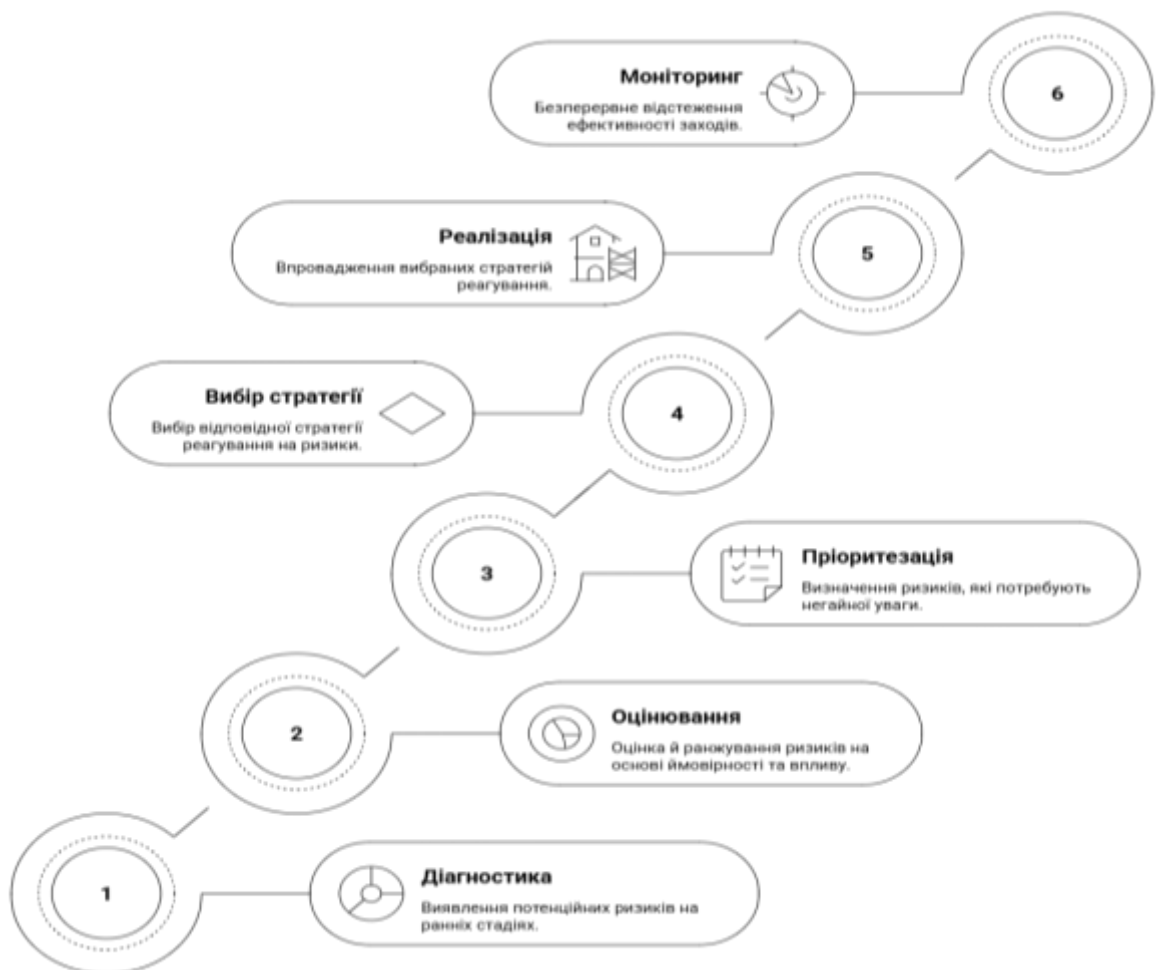 Моніторинг
Безперервне відстеження
ефективності заходів.
6
Реалізація
Впровадження вибраних стратегій
реагування.
5
Вибір стратегії
Вибір відповідної стратегії
реагування на ризики.
4
3
Пріоритезація
Визначення ризиків, які потребують
негайної уваги.
2
Оцінювання
Оцінка й ранжування ризиків на
основі ймовірності та впливу.
1
Діагностика
Виявлення потенційних ризиків на
ранніх стадіях.